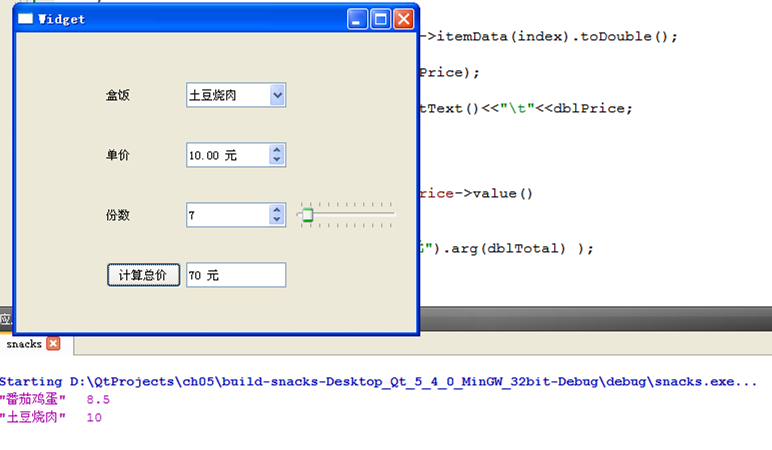 Widget
->itemData(index).toDouble();
盒饭
土豆烧肉
Price);
tText()<<"\t"<<dblPrice;
单价
10.00 元
rice->value()
份数
7
").arg(dblTotal) );
计算总价
70 元
应
snacks
Starting D:\QtProjects\ch05\build-snacks-Desktop_Qt_5_4_0_MinGW_32bit-Debug\debug\snacks.exe...
"番茄鸡蛋" 8.5
"土豆烧肉" 10